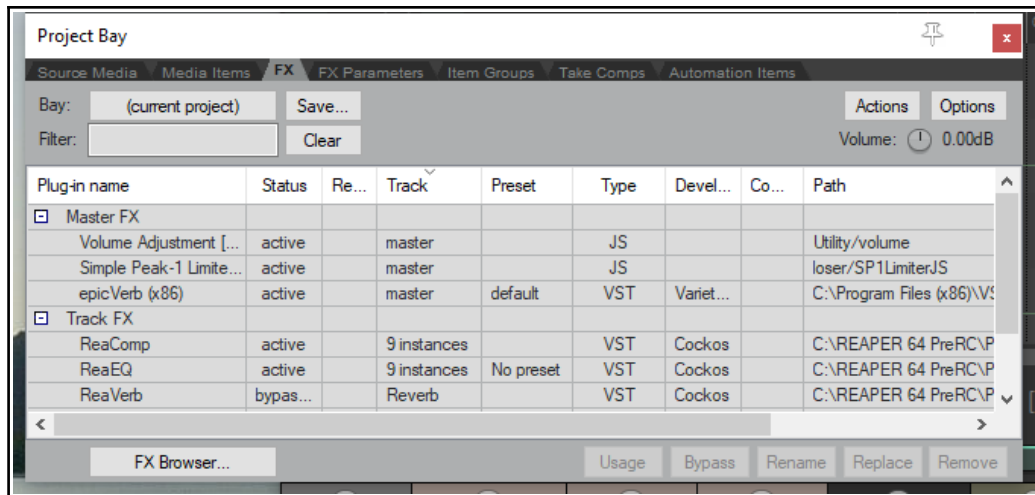 Project Bay
Source Media Media Items FX FX Parameters Item Groups Take Comps Automation Items
Bay: (current project) Save... Actions Options
Filter: Clear Volume: 0.00dB
Plug-in name Status Re... Track Preset Type Devel... Co... Path
Master FX
Volume Adjustment [... active master JS Utility/volume
Simple Peak-1 Limite... active master JS loser/SP1LimiterJS
epicVerb (x86) active master default VST Variet... C:\Program Files (x86)\VS
Track FX
ReaComp active 9 instances VST Cockos C:\REAPER 64 PreRC\P
ReaEQ active 9 instances No preset VST Cockos C:\REAPER 64 PreRC\P
ReaVerb bypas... Reverb VST Cockos C:\REAPER 64 PreRC\P
FX Browser... Usage Bypass Rename Replace Remove